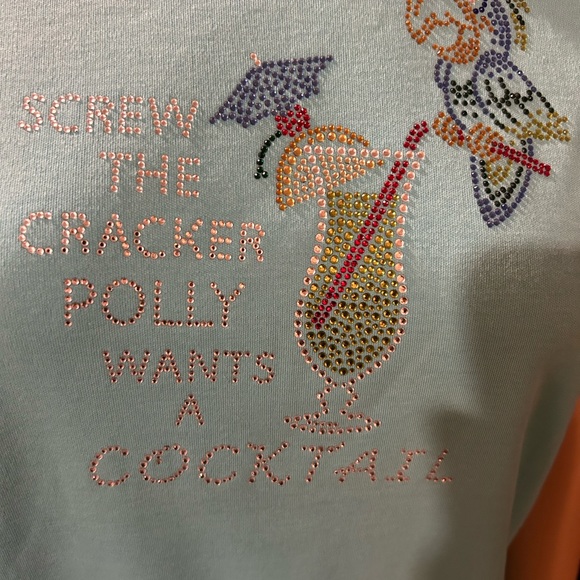 SCREW
THE
CRACKER
POLLY
WANTS
A
COCKTAIL